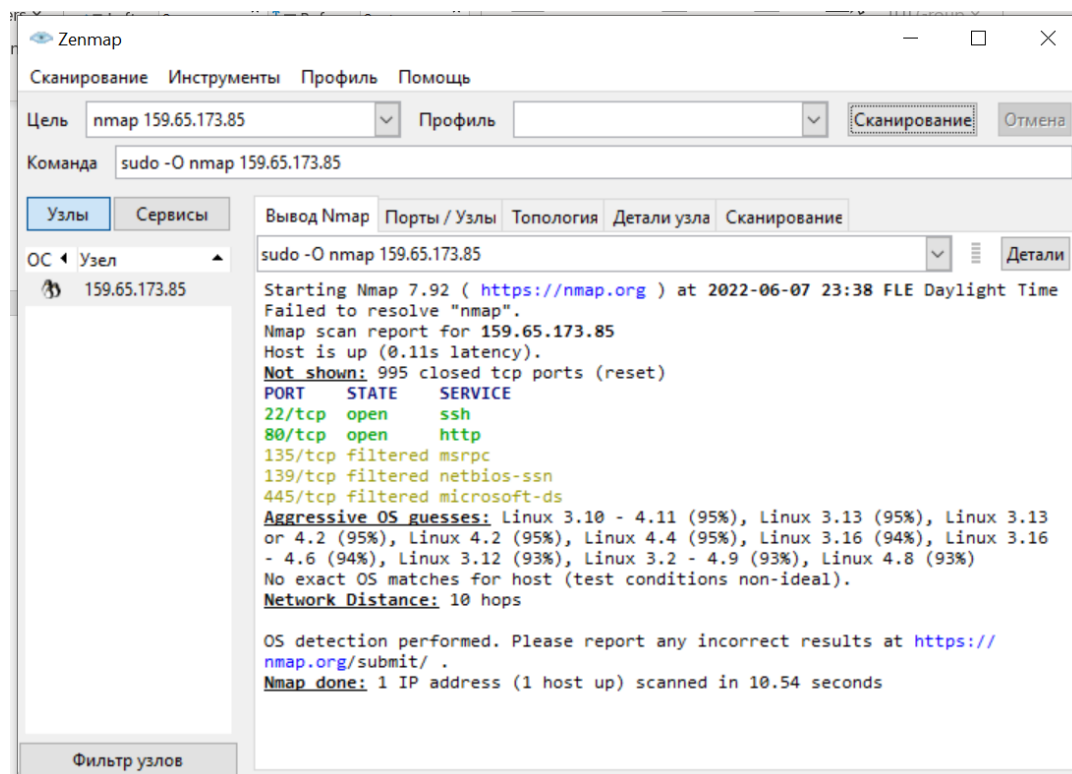 Zenmap
Сканирование Инструменты Профиль Помощь
Цель nmap 159.65.173.85 Профиль Сканирование Отмена
Команда sudo -O nmap 159.65.173.85
Узлы Сервисы Вывод Nmap Порты / Узлы Топология Детали узла Сканирование
ОС Узел sudo -O nmap 159.65.173.85 Детали
159.65.173.85
Starting Nmap 7.92 ( https://nmap.org ) at 2022-06-07 23:38 FLE Daylight Time
Failed to resolve "nmap".
Nmap scan report for 159.65.173.85
Host is up (0.11s latency).
Not shown: 995 closed tcp ports (reset)
PORT STATE SERVICE
22/tcp open ssh
80/tcp open http
135/tcp filtered msrpc
139/tcp filtered netbios-ssn
445/tcp filtered microsoft-ds
Aggressive OS guesses: Linux 3.10 - 4.11 (95%), Linux 3.13 (95%), Linux 3.13
or 4.2 (95%), Linux 4.2 (95%), Linux 4.4 (95%), Linux 3.16 (94%), Linux 3.16
- 4.6 (94%), Linux 3.12 (93%), Linux 3.2 - 4.9 (93%), Linux 4.8 (93%)
No exact OS matches for host (test conditions non-ideal).
Network Distance: 10 hops
OS detection performed. Please report any incorrect results at https://
nmap.org/submit/ .
Nmap done: 1 IP address (1 host up) scanned in 10.54 seconds
Фильтр узлов